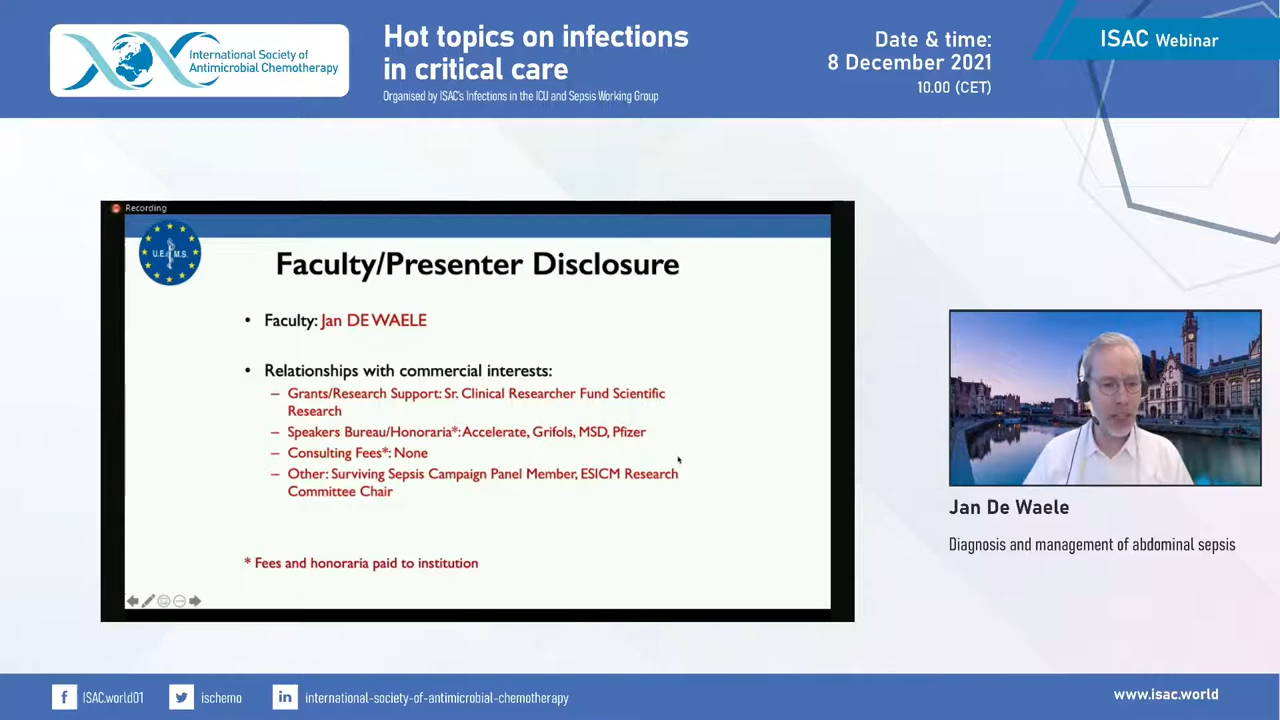 International Society of
Antimicrobial Chemotherapy
Hot topics on infections
in critical care
Organised by ISAC's Infections in the ICU and Sepsis Working Group
Date & time:
8 December 2021
10.00 (CET)
ISAC Webinar
Recording
U.E.M.S.
Faculty/Presenter Disclosure
• Faculty: Jan DE WAELE
• Relationships with commercial interests:
– Grants/Research Support: Sr. Clinical Researcher Fund Scientific
Research
– Speakers Bureau/Honoraria*: Accelerate, Grifols, MSD, Pfizer
– Consulting Fees*: None
– Other: Surviving Sepsis Campaign Panel Member, ESICM Research
Committee Chair
* Fees and honoraria paid to institution
Jan De Waele
Diagnosis and management of abdominal sepsis
ISAC.world01
ischemo
international-society-of-antimicrobial-chemotherapy
www.isac.world